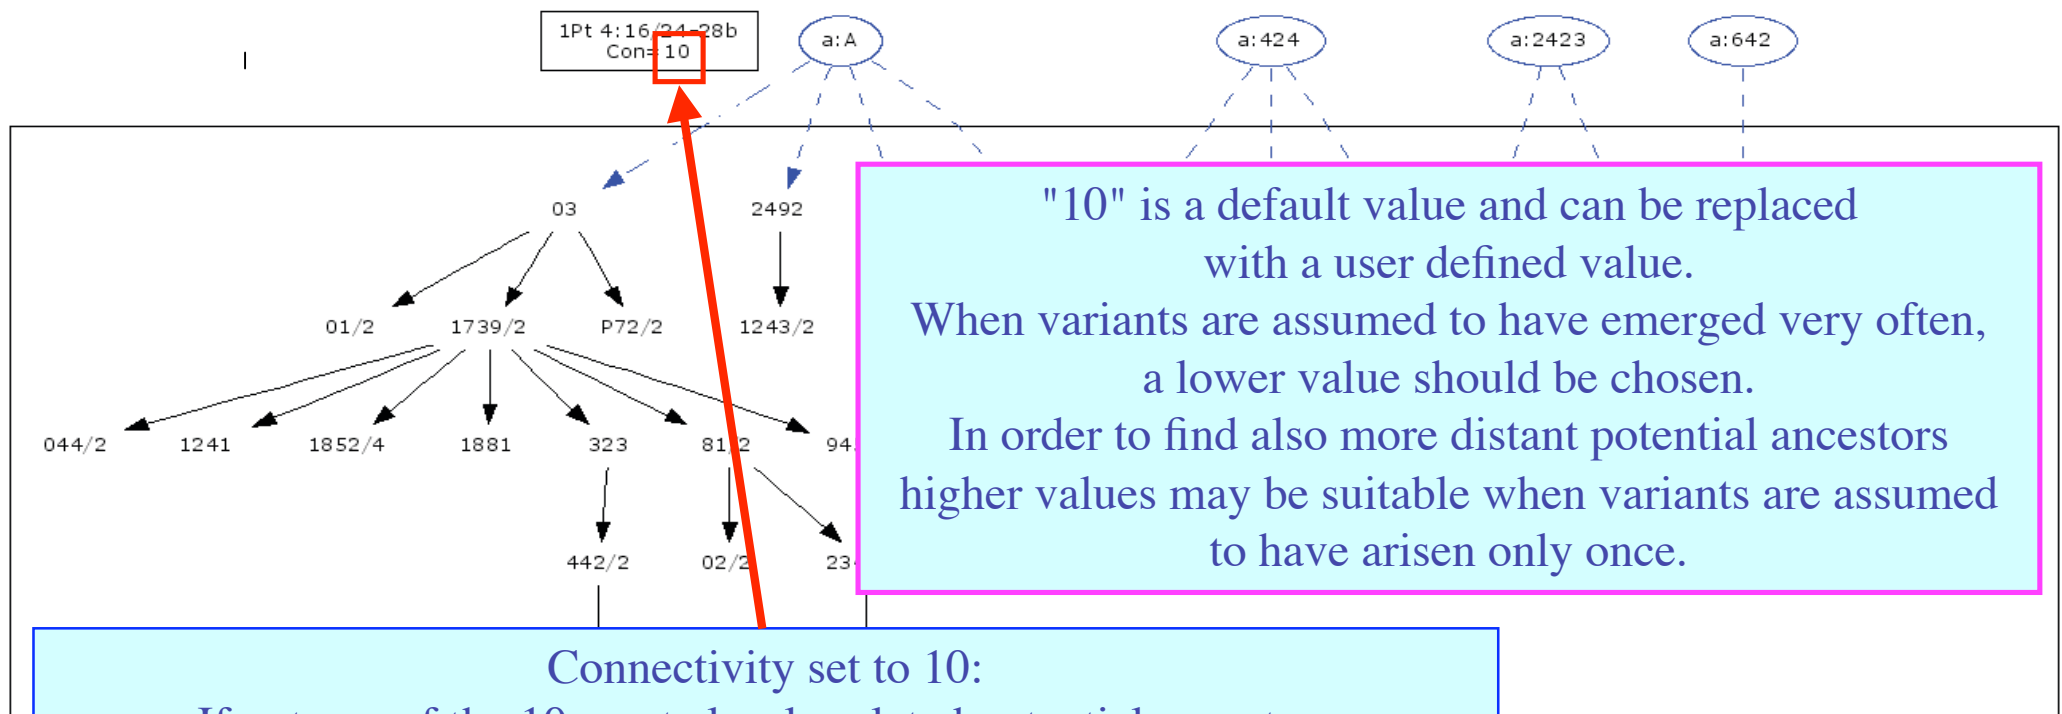 1Pt 4:16/24-28b
Con=10
a:A
a:424
a:2423
a:642
03
2492
01/2
1739/2
P72/2
1243/2
044/2
1241
1852/4
1881
323
81/2
442/2
02/2
"10" is a default value and can be replaced
with a user defined value.
When variants are assumed to have emerged very often,
a lower value should be chosen.
In order to find also more distant potential ancestors
higher values may be suitable when variants are assumed
to have arisen only once.
Connectivity set to 10: